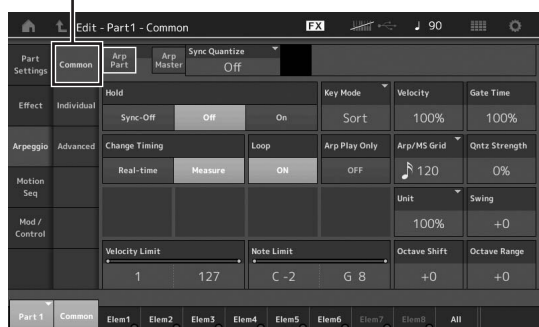 Edit - Part1 - Common
FX
90
Part Settings
Common
Arp Part
Arp Master
Sync Quantize
Off
Effect
Individual
Hold
Sync-Off
Off
On
Key Mode
Sort
Velocity
100%
Gate Time
100%
Arpeggio
Advanced
Change Timing
Real-time
Measure
Loop
ON
Arp Play Only
OFF
Arp/MS Grid
120
Qntz Strength
0%
Motion Seq
Unit
100%
Swing
+0
Mod / Control
Velocity Limit
1
127
Note Limit
C -2
G 8
Octave Shift
+0
Octave Range
+0
Part 1
Common
Elem1
Elem2
Elem3
Elem4
Elem5
Elem6
Elem7
Elem8
All